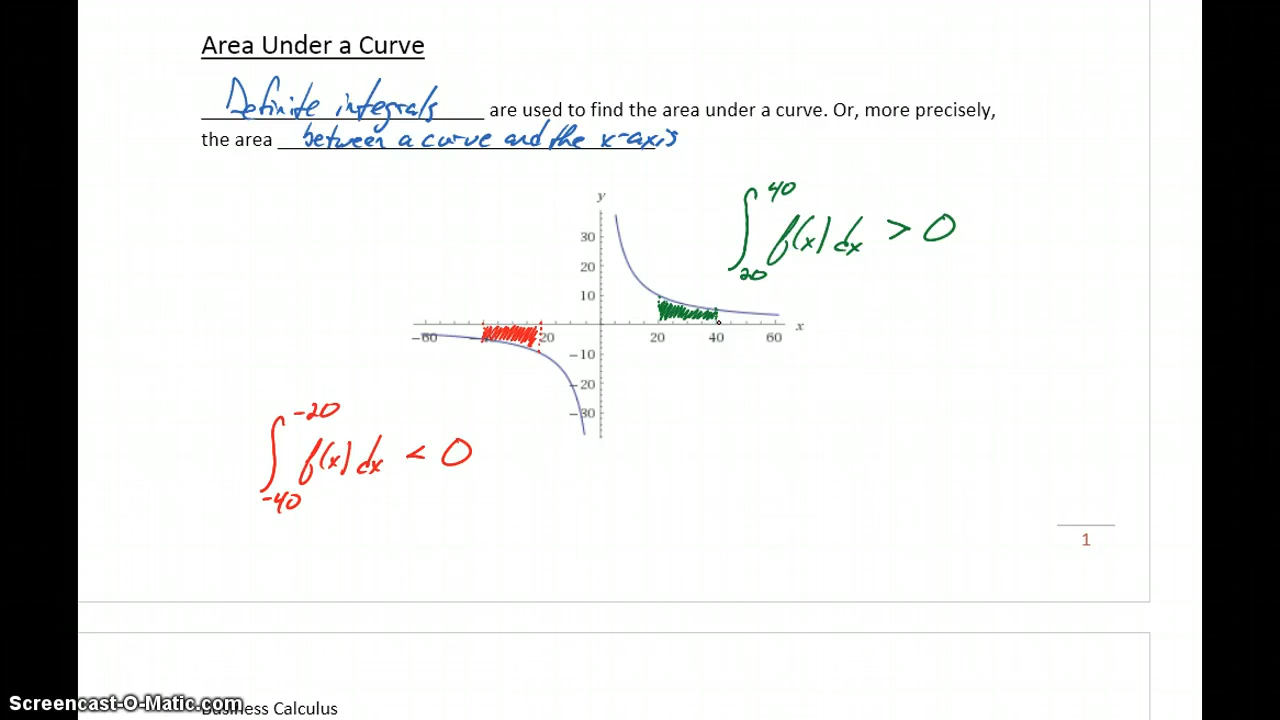 Area Under a Curve
Definite integrals are used to find the area under a curve. Or, more precisely,
the area between a curve and the x-axis
y
30
20
10
-10
-20
-30
-60
20
20
40
60
x
∫₂₀⁴⁰ f(x) dx > 0
∫₋₄₀⁻²⁰ f(x) dx < 0
1
Screencast-O-Matic.com
Business Calculus